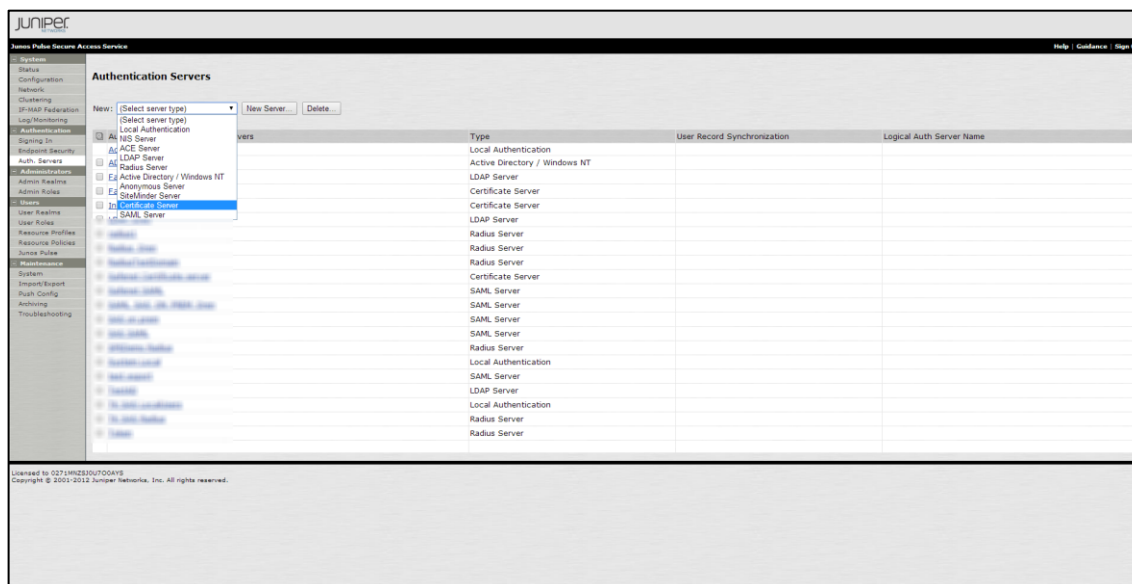 JUNIPER
NETWORKS
Junos Pulse Secure Access Service
Help | Guidance | Sign
System
Status
Configuration
Network
Clustering
IF-MAP Federation
Log/Monitoring
Authentication
Signing In
Endpoint Security
Auth. Servers
Administrators
Admin Realms
Admin Roles
Users
User Realms
User Roles
Resource Profiles
Resource Policies
Junos Pulse
Maintenance
System
Import/Export
Push Config
Archiving
Troubleshooting
Authentication Servers
New: (Select server type) New Server... Delete...
(Select server type)
Local Authentication
NIS Server
ACE Server
LDAP Server
Radius Server
Active Directory / Windows NT
Anonymous Server
SiteMinder Server
Certificate Server
SAML Server
Type User Record Synchronization Logical Auth Server Name
Local Authentication
Active Directory / Windows NT
LDAP Server
Certificate Server
Certificate Server
LDAP Server
Radius Server
Radius Server
Radius Server
Certificate Server
SAML Server
SAML Server
SAML Server
SAML Server
Radius Server
Local Authentication
SAML Server
LDAP Server
Local Authentication
Radius Server
Radius Server
Licensed to 0271MNZSJ0U7O0AYS
Copyright © 2001-2012 Juniper Networks, Inc. All rights reserved.